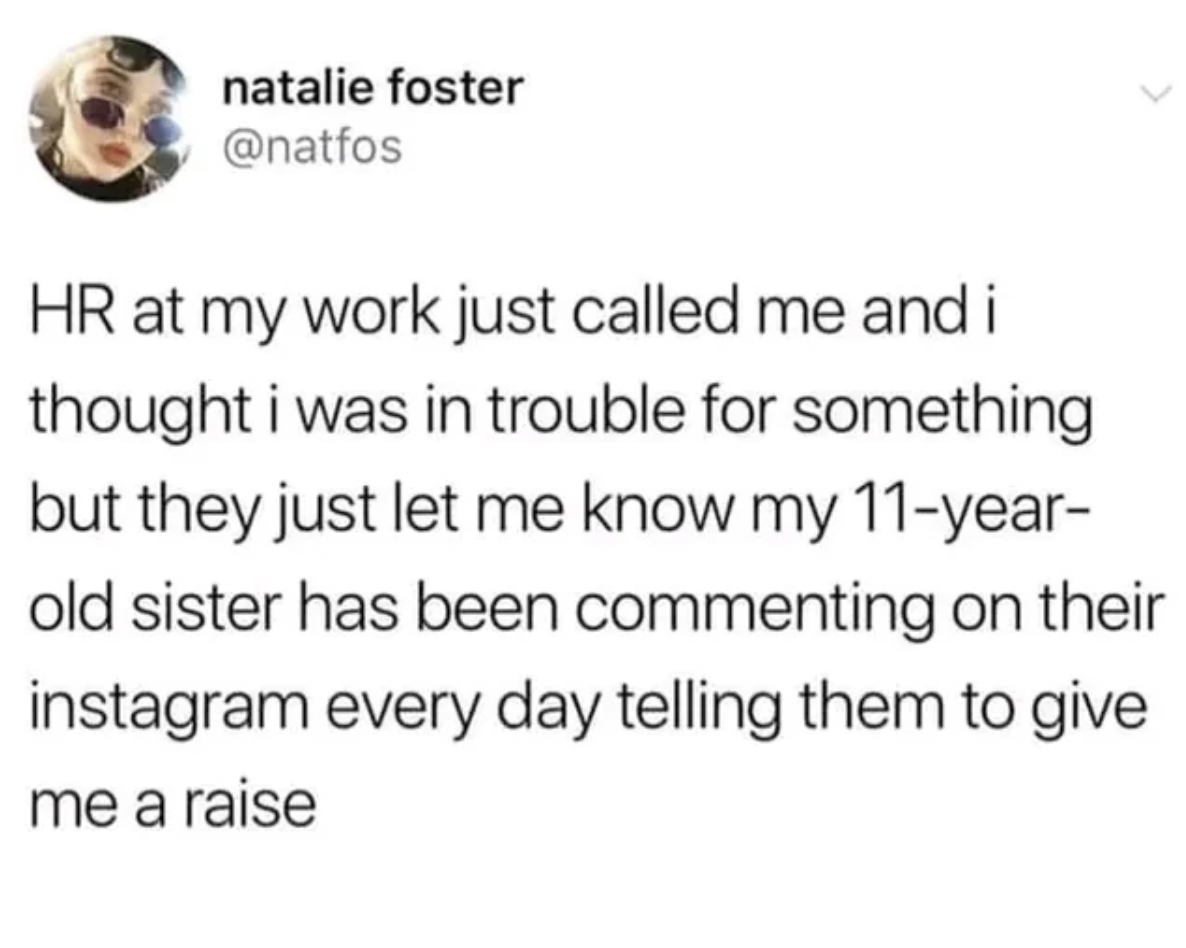 natalie foster
@natfos
HR at my work just called me and i
thought i was in trouble for something
but they just let me know my 11-year-
old sister has been commenting on their
instagram every day telling them to give
me a raise